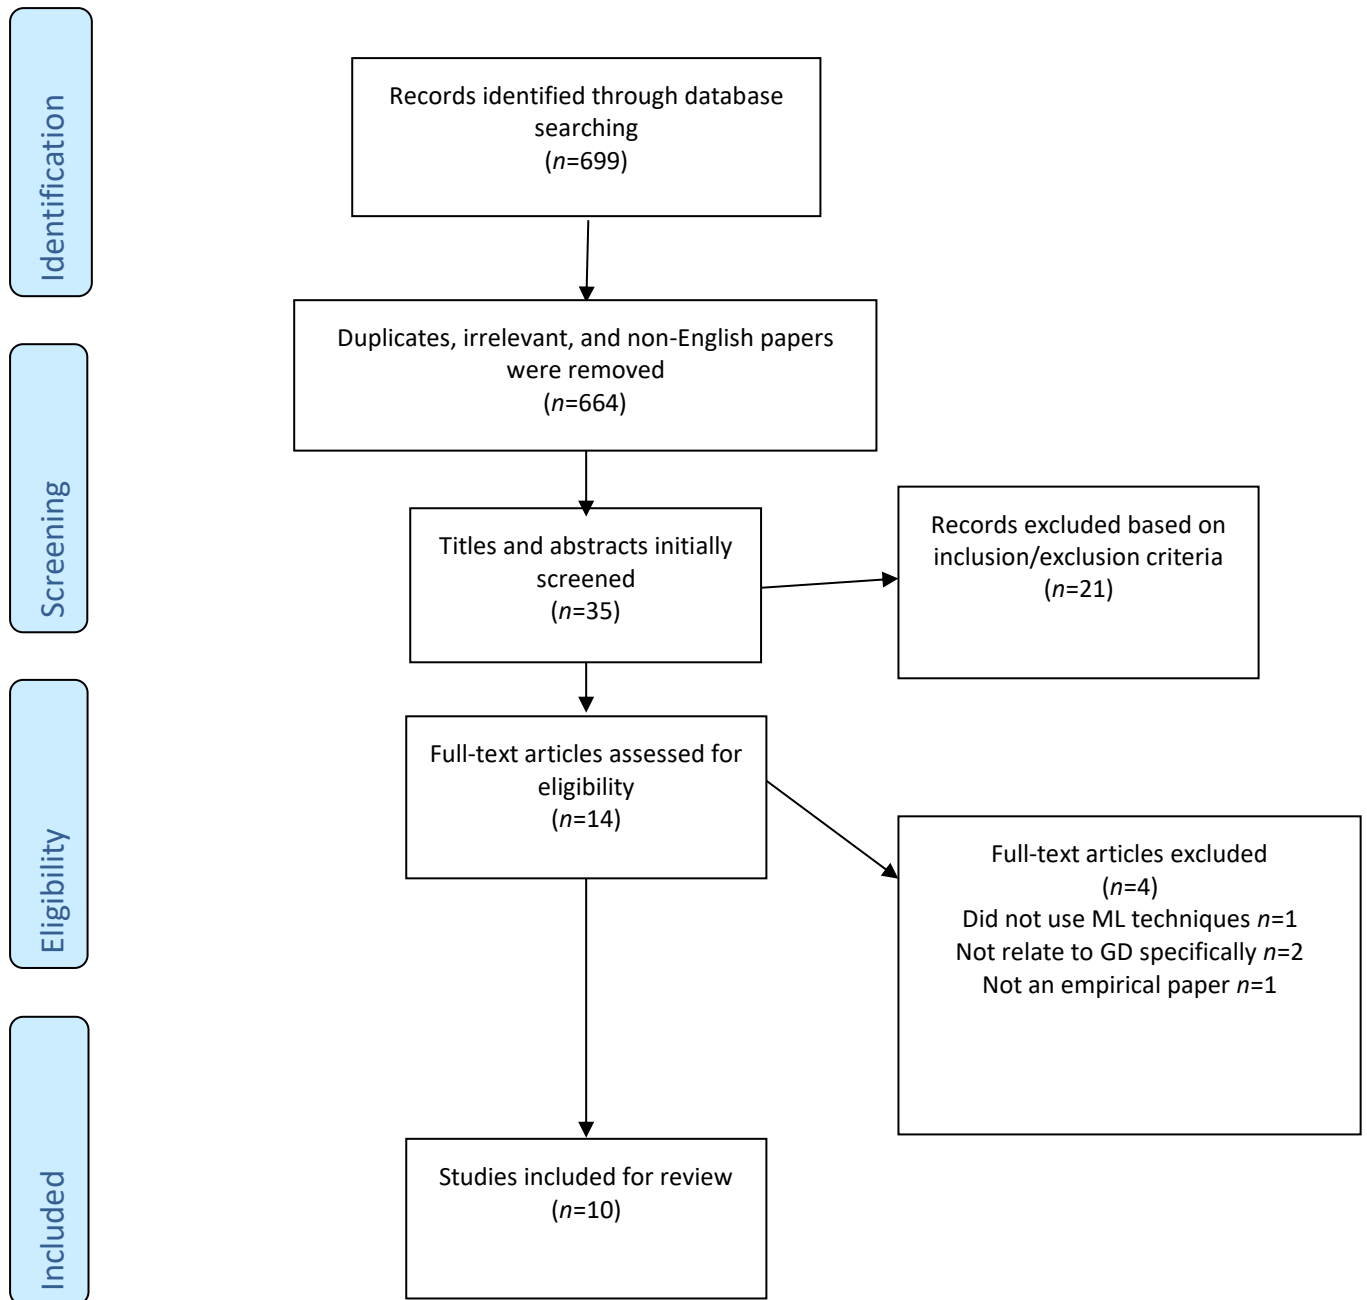 Identification
Records identified through database
searching
(n=699)
Duplicates, irrelevant, and non-English papers
were removed
(n=664)
Screening
Titles and abstracts initially
screened
(n=35)
Records excluded based on
inclusion/exclusion criteria
(n=21)
Eligibility
Full-text articles assessed for
eligibility
(n=14)
Full-text articles excluded
(n=4)
Did not use ML techniques n=1
Not relate to GD specifically n=2
Not an empirical paper n=1
Included
Studies included for review
(n=10)